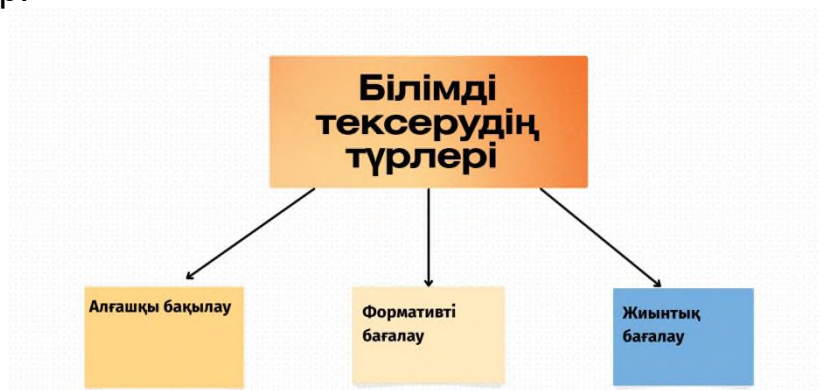 Білімді
тексерудің
түрлері
Алғашқы бақылау
Формативті
бағалау
Жиынтық
бағалау